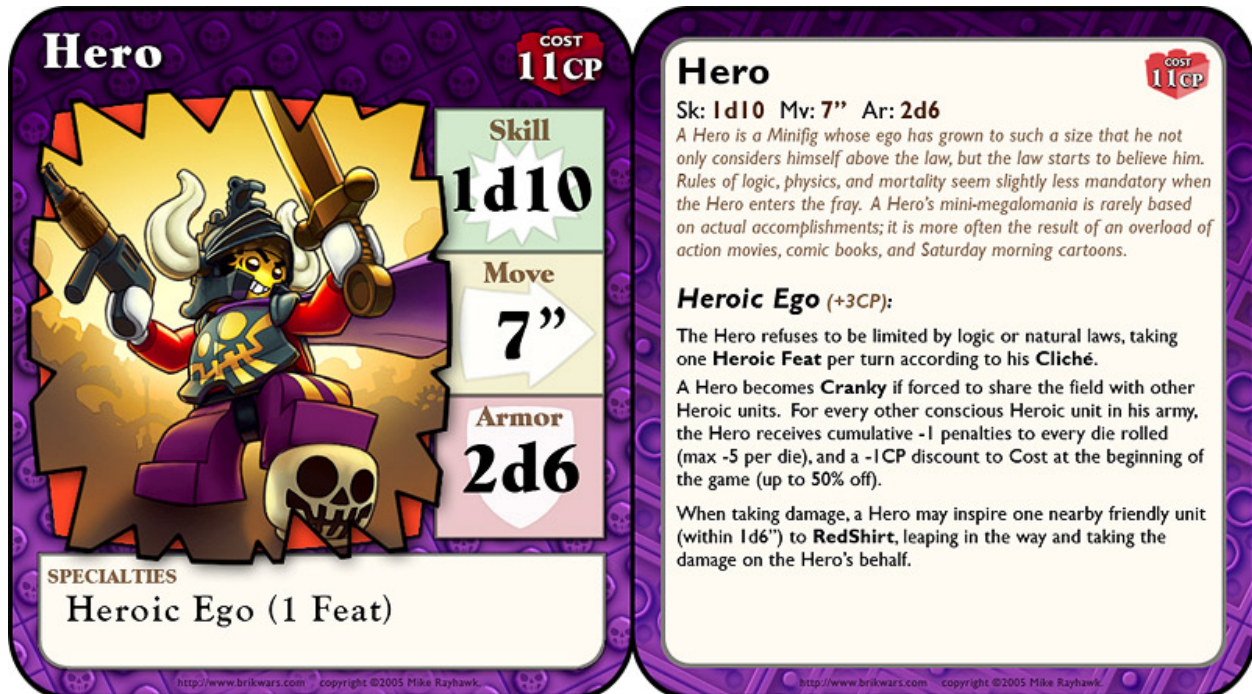 Hero
COST
11CP
Skill
1d10
Move
7”
Armor
2d6
SPECIALTIES
Heroic Ego (1 Feat)
http://www.brikwars.com copyright ©2005 Mike Rayhawk.
Hero
COST
11CP
Sk: 1d10 Mv: 7” Ar: 2d6
A Hero is a Minifig whose ego has grown to such a size that he not
only considers himself above the law, but the law starts to believe him.
Rules of logic, physics, and mortality seem slightly less mandatory when
the Hero enters the fray. A Hero's mini-megalomania is rarely based
on actual accomplishments; it is more often the result of an overload of
action movies, comic books, and Saturday morning cartoons.
Heroic Ego (+3CP):
The Hero refuses to be limited by logic or natural laws, taking
one Heroic Feat per turn according to his Cliché.
A Hero becomes Cranky if forced to share the field with other
Heroic units. For every other conscious Heroic unit in his army,
the Hero receives cumulative -1 penalties to every die rolled
(max -5 per die), and a -1CP discount to Cost at the beginning of
the game (up to 50% off).
When taking damage, a Hero may inspire one nearby friendly unit
(within 1d6”) to RedShirt, leaping in the way and taking the
damage on the Hero's behalf.
http://www.brikwars.com copyright ©2005 Mike Rayhawk.